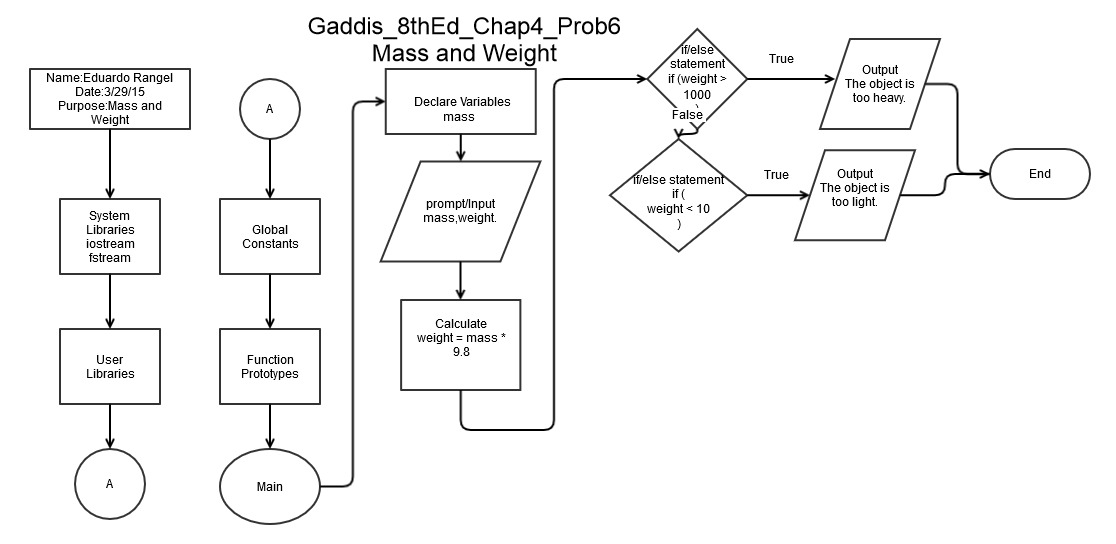 Gaddis_8thEd_Chap4_Prob6
Mass and Weight
Name:Eduardo Rangel
Date:3/29/15
Purpose:Mass and
Weight
System
Libraries
iostream
fstream
User
Libraries
A
A
Global
Constants
Function
Prototypes
Main
Declare Variables
mass
prompt/Input
mass,weight.
Calculate
weight = mass *
9.8
if/else
statement
if (weight >
1000
)
True
False
Output
The object is
too heavy.
if/else statement
if (
weight < 10
)
True
Output
The object is
too light.
End